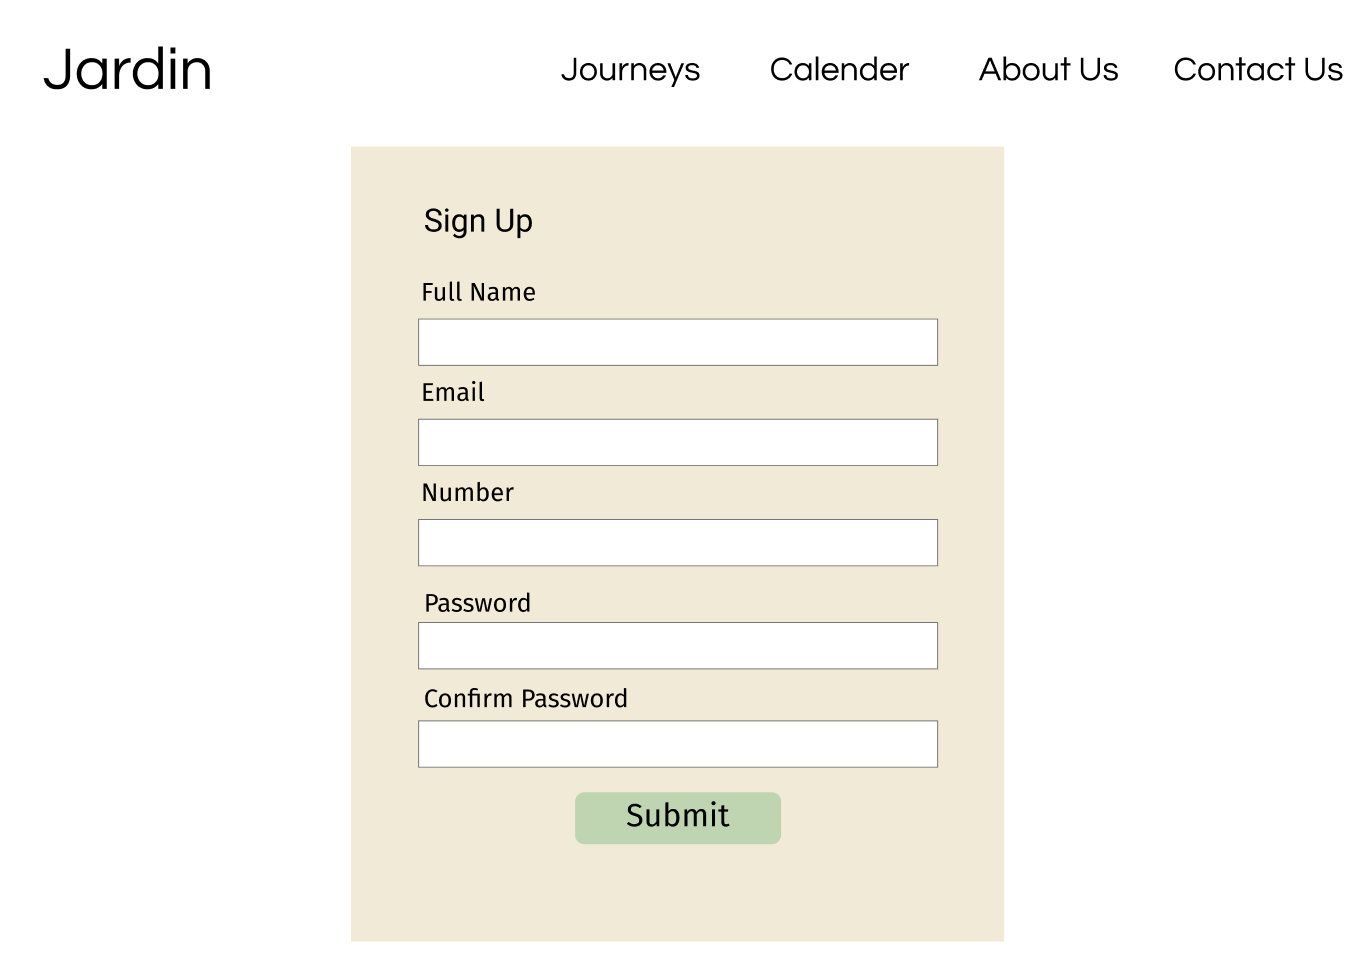 Jardin
Journeys Calender About Us Contact Us
Sign Up
Full Name
Email
Number
Password
Confirm Password
Submit